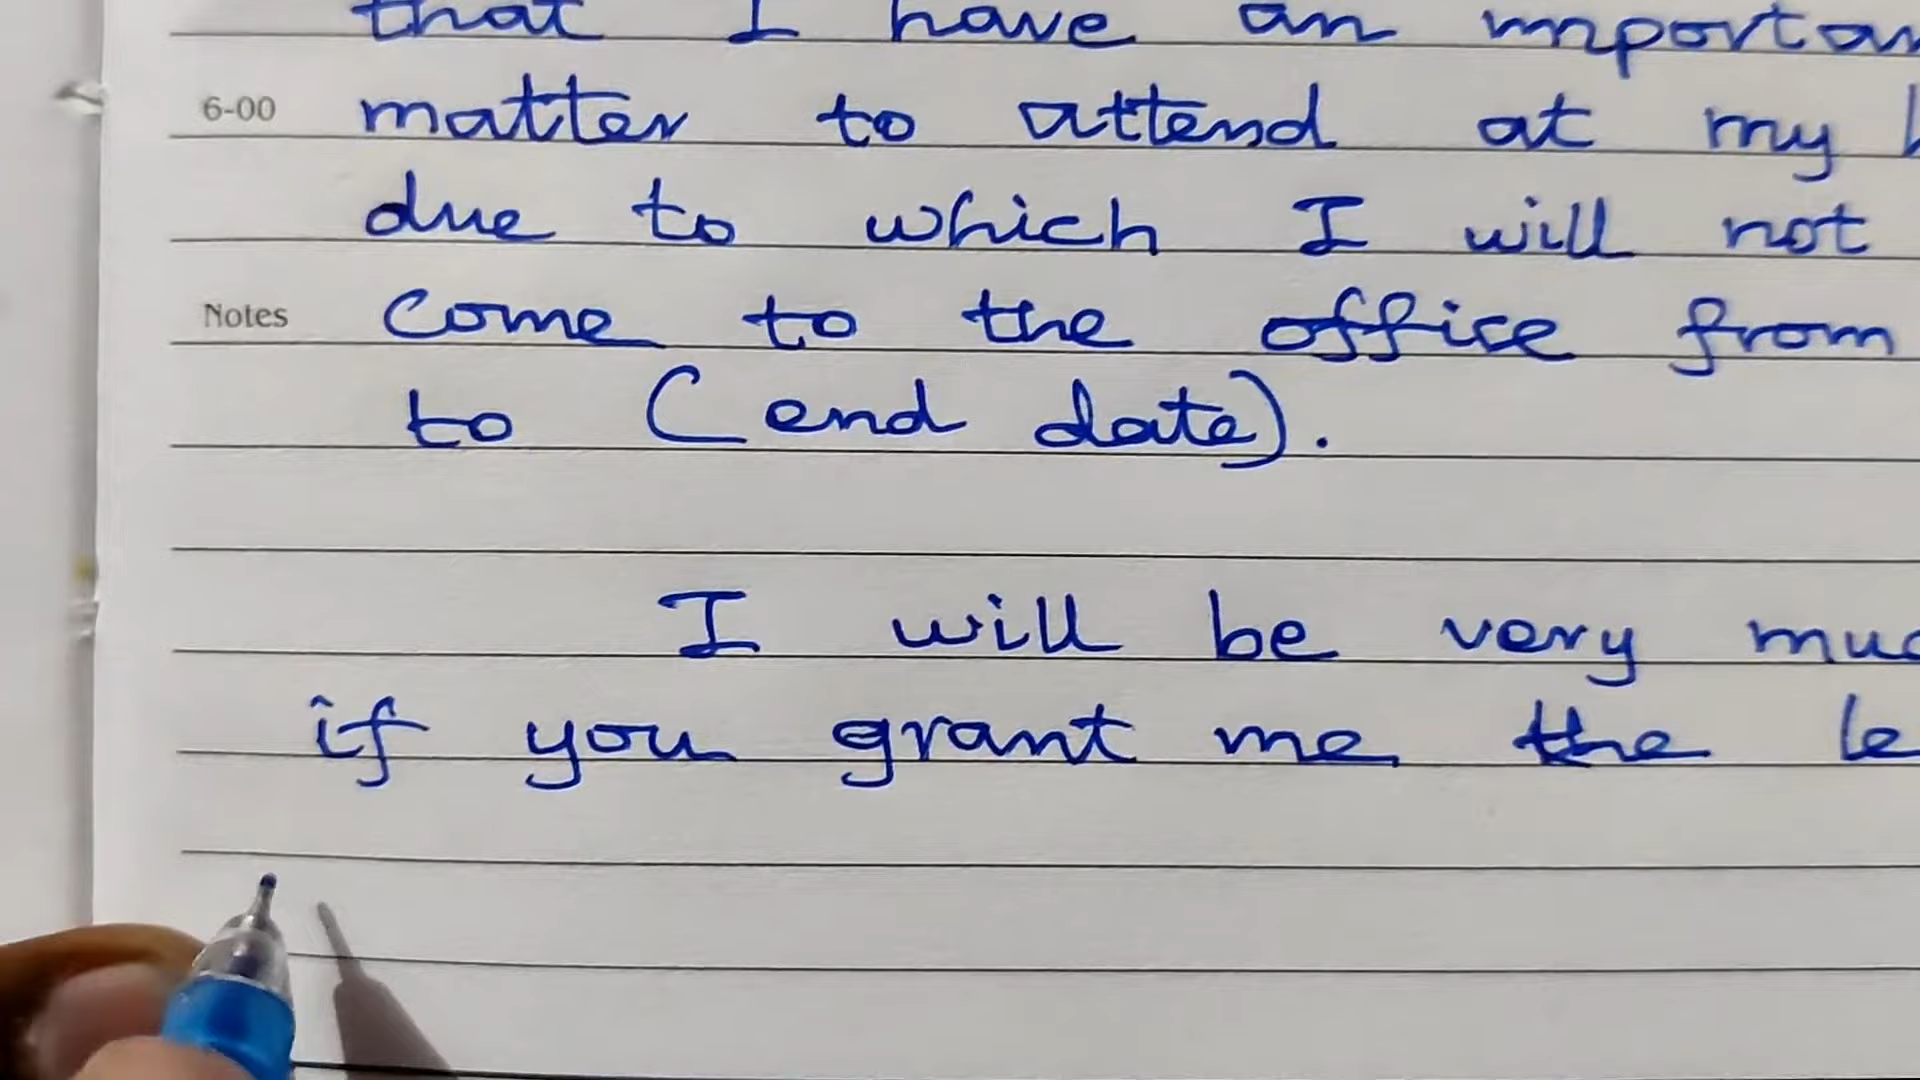 that I have an importan
6-00 matter to attend at my h
due to which I will not
Notes come to the office from
to (end date).
I will be very muc
if you grant me the le